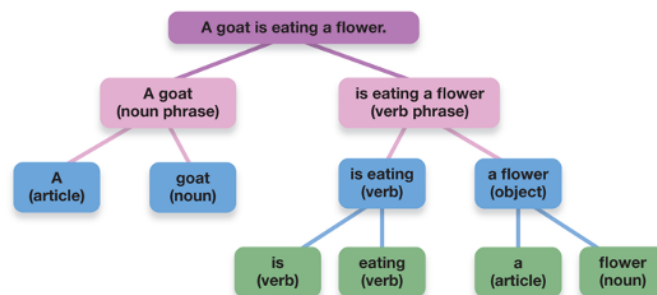 A goat is eating a flower.
A goat
(noun phrase)
is eating a flower
(verb phrase)
A
(article)
goat
(noun)
is eating
(verb)
a flower
(object)
is
(verb)
eating
(verb)
a
(article)
flower
(noun)